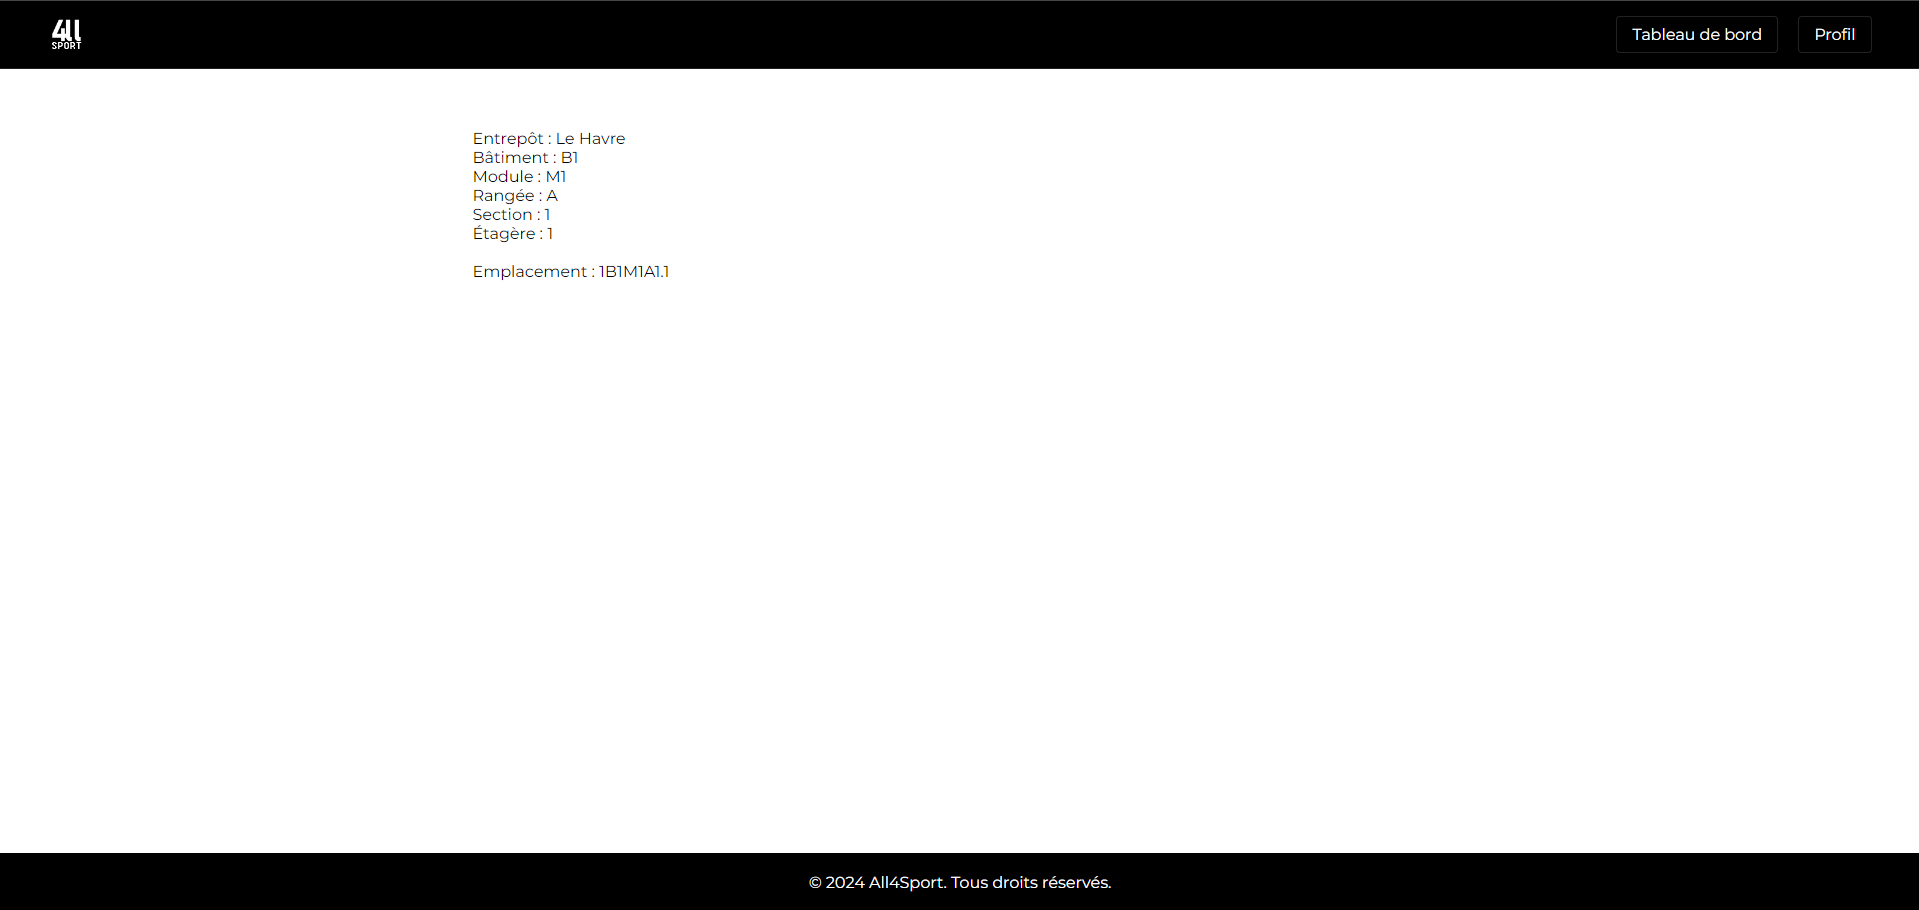 4ll
SPORT
Tableau de bord
Profil
Entrepôt : Le Havre
Bâtiment : B1
Module : M1
Rangée : A
Section : 1
Étagère : 1
Emplacement : 1B1M1A1.1
© 2024 All4Sport. Tous droits réservés.